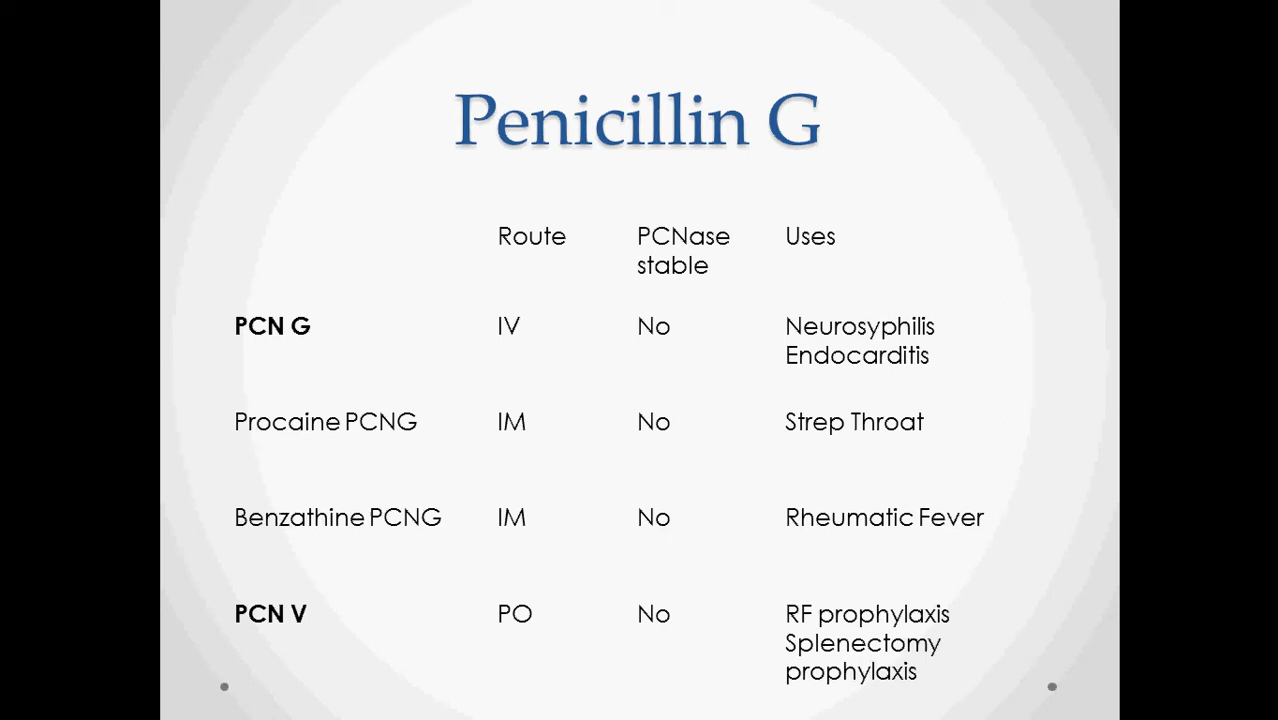 Penicillin G
Route PCNase Uses
stable
PCN G IV No Neurosyphilis
Endocarditis
Procaine PCNG IM No Strep Throat
Benzathine PCNG IM No Rheumatic Fever
PCN V PO No RF prophylaxis
Splenectomy
prophylaxis